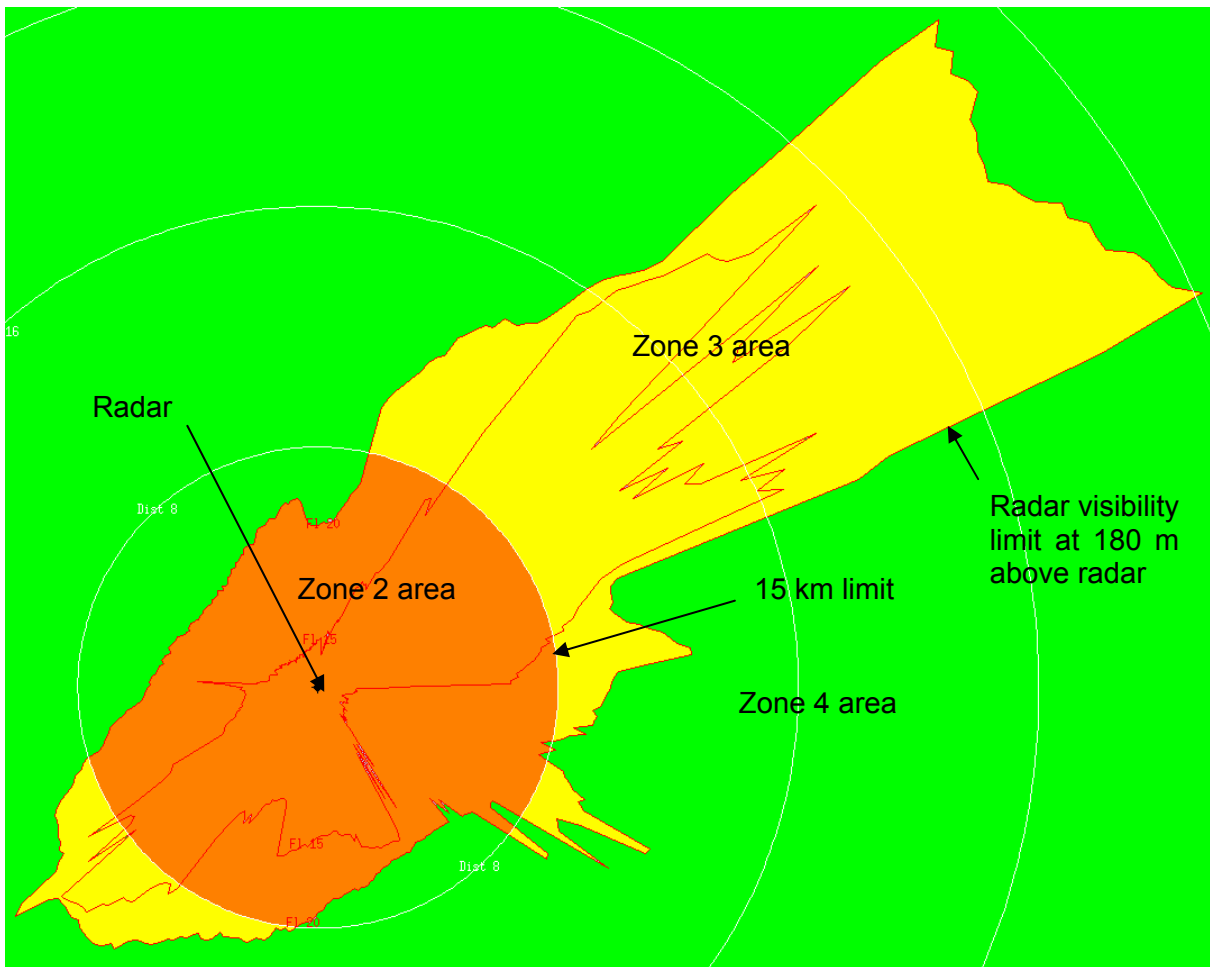 16
Zone 3 area
Radar
Dist 8
Fl 20
Radar visibility
limit at 180 m
above radar
Zone 2 area
15 km limit
Fl 15
Zone 4 area
Fl 15
Dist 8
Fl 20